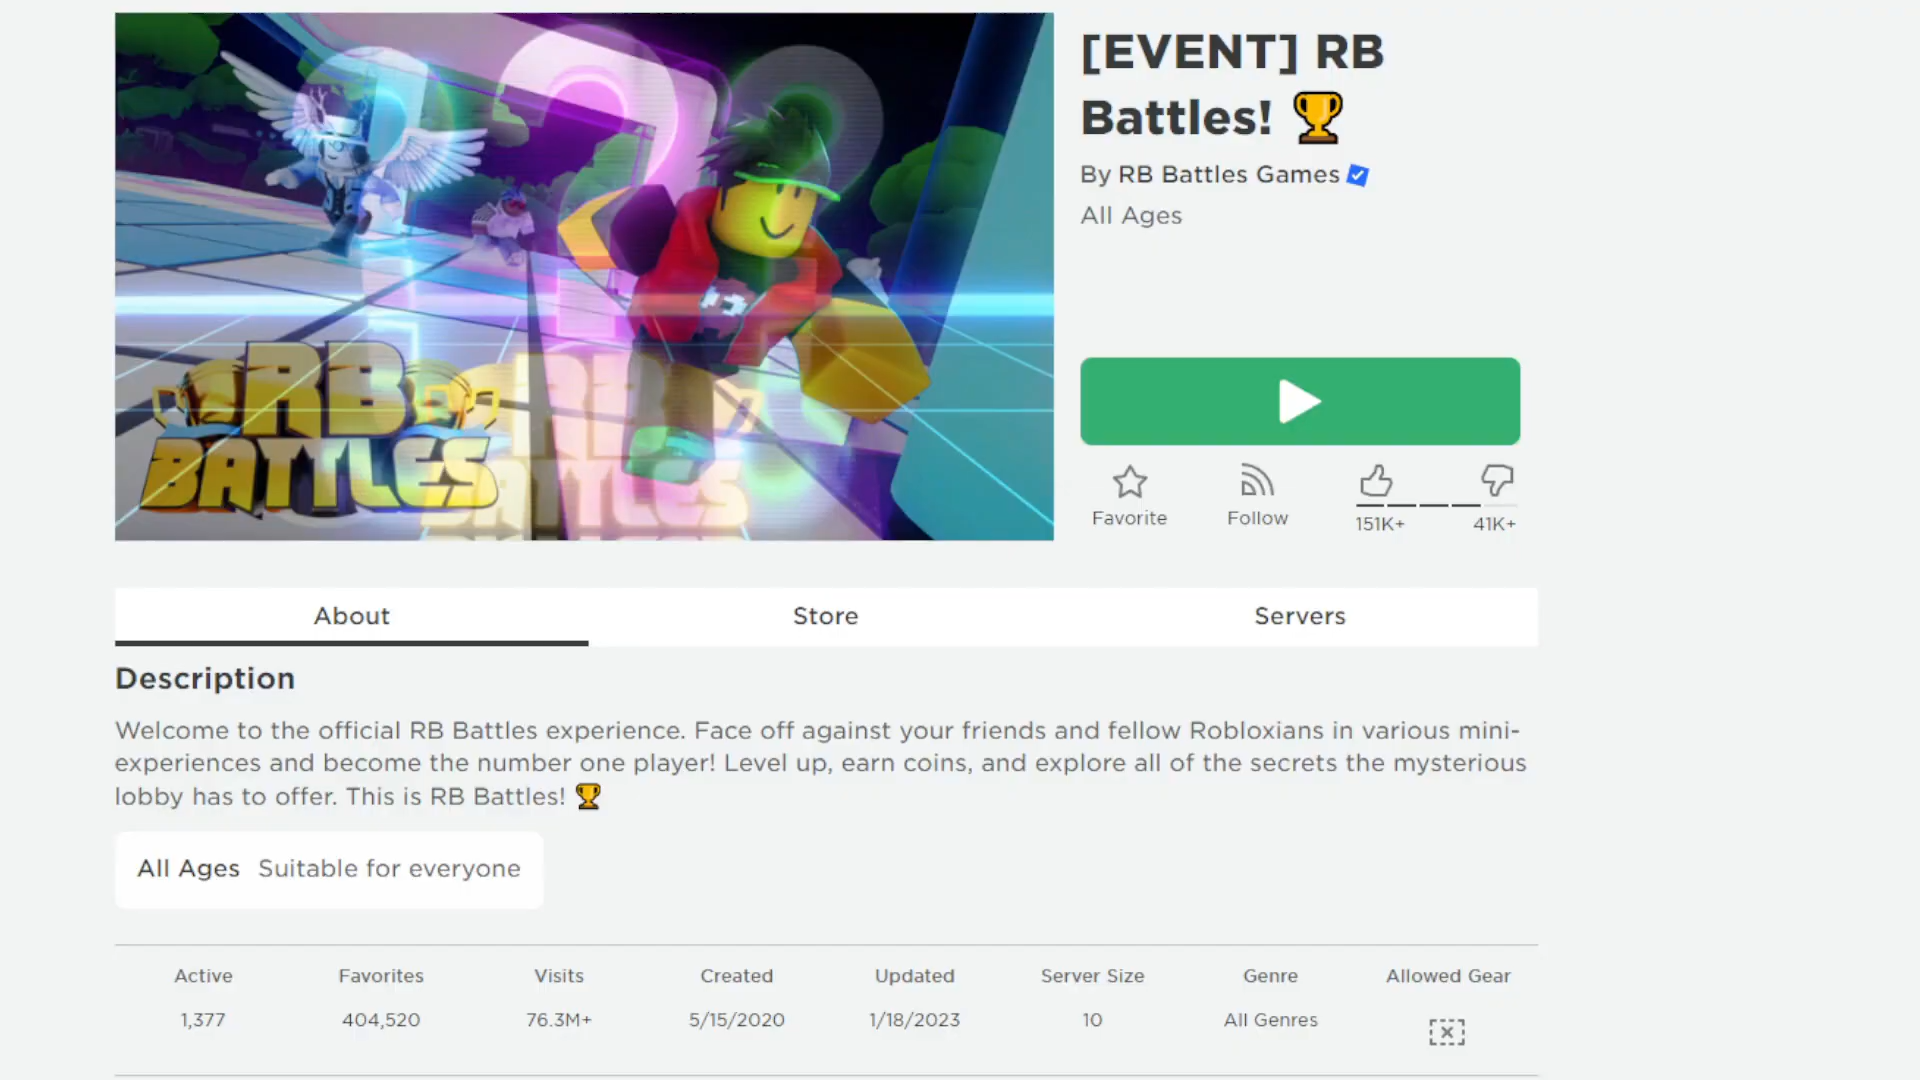 [EVENT] RB
Battles! 🏆
By RB Battles Games
All Ages
RB
BATTLES
RB
BATTLES
Favorite
Follow
151K+
41K+
About
Store
Servers
Description
Welcome to the official RB Battles experience. Face off against your friends and fellow Robloxians in various mini-
experiences and become the number one player! Level up, earn coins, and explore all of the secrets the mysterious
lobby has to offer. This is RB Battles! 🏆
All Ages Suitable for everyone
Active Favorites Visits Created Updated Server Size Genre Allowed Gear
1,377 404,520 76.3M+ 5/15/2020 1/18/2023 10 All Genres